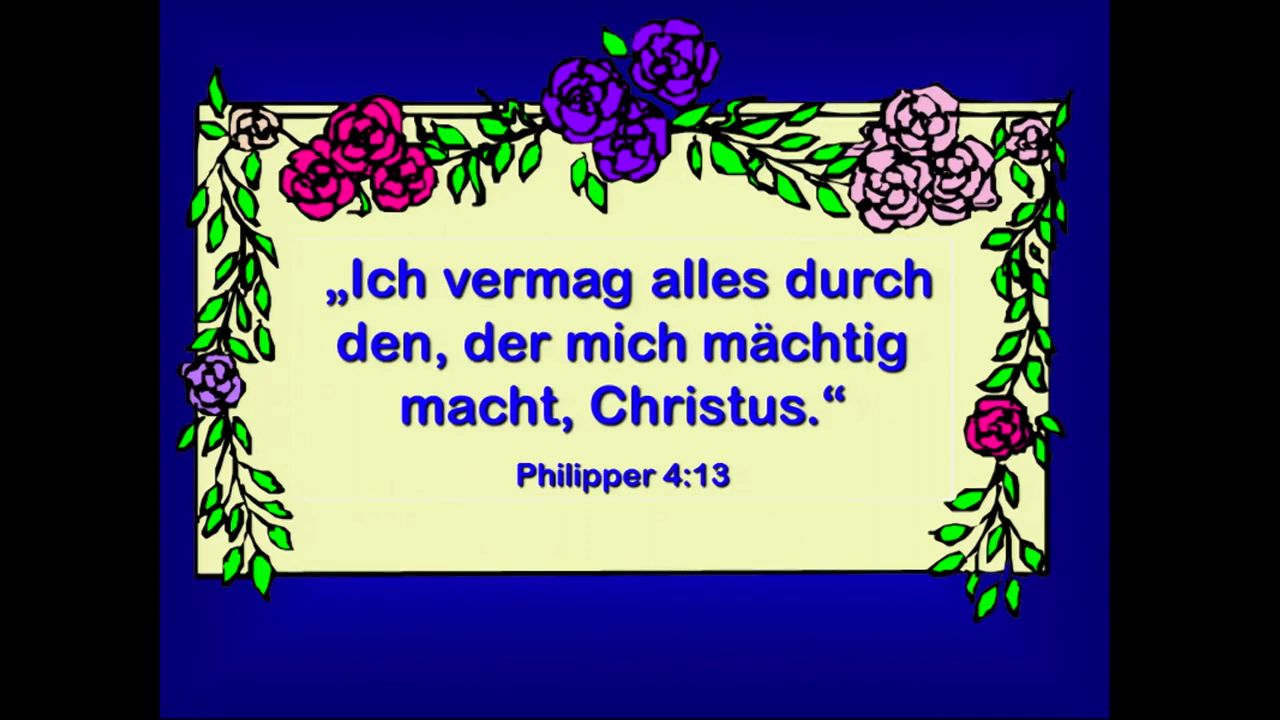 „Ich vermag alles durch
den, der mich mächtig
macht, Christus.“
Philipper 4:13